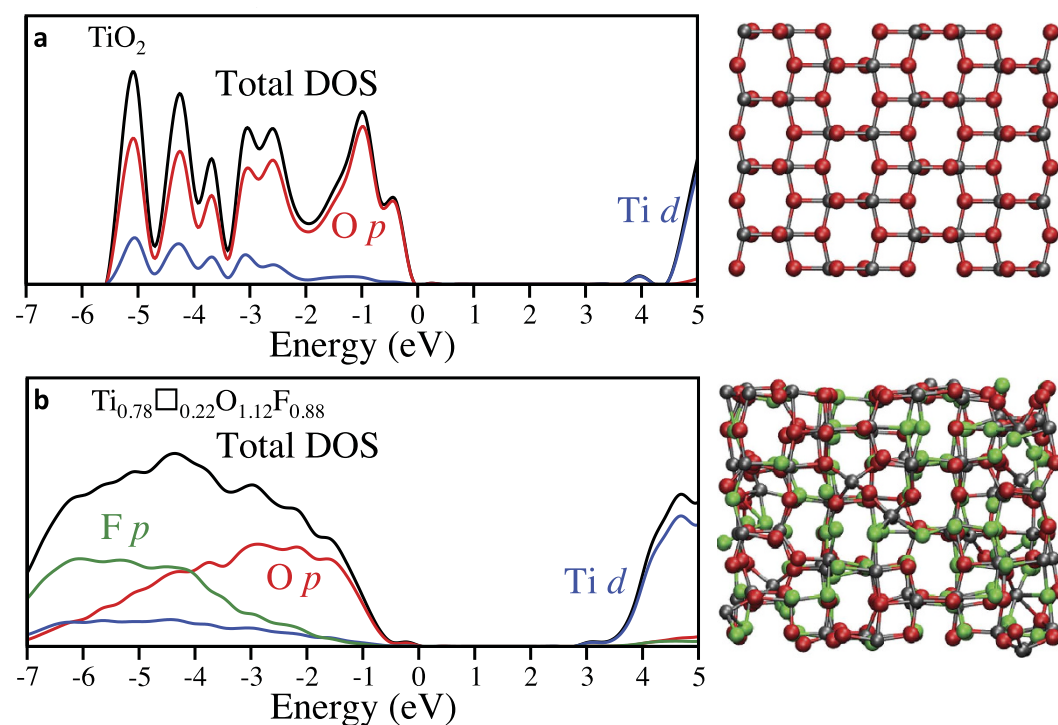 a TiO₂
Total DOS
O p
Ti d
-7 -6 -5 -4 -3 -2 -1 0 1 2 3 4 5
Energy (eV)
b Ti₀.₇₈□₀.₂₂O₁.₁₂F₀.₈₈
Total DOS
F p
O p
Ti d
-7 -6 -5 -4 -3 -2 -1 0 1 2 3 4 5
Energy (eV)